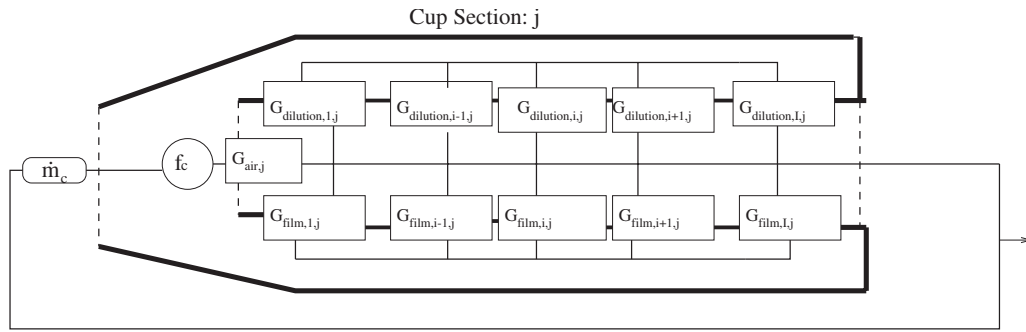 Cup Section: j
G_dilution,1,j G_dilution,i-1,j G_dilution,i,j G_dilution,i+1,j G_dilution,I,j
ṁ_c f_c G_air,j
G_film,1,j G_film,i-1,j G_film,i,j G_film,i+1,j G_film,I,j